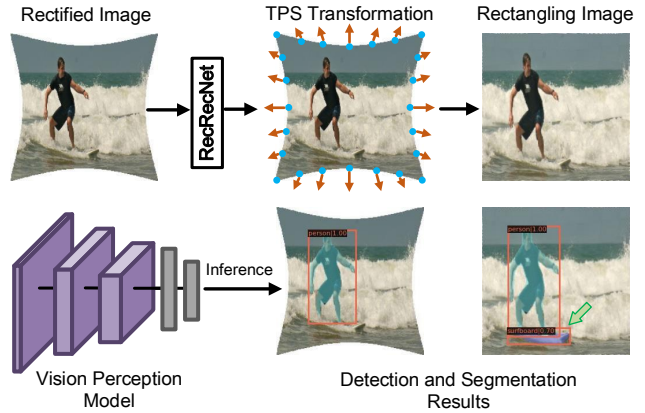 Rectified Image
TPS Transformation
Rectangling Image
RecRecNet
person(1.00
person(1.00
surfboard(0.70)
Inference
Vision Perception
Model
Detection and Segmentation
Results